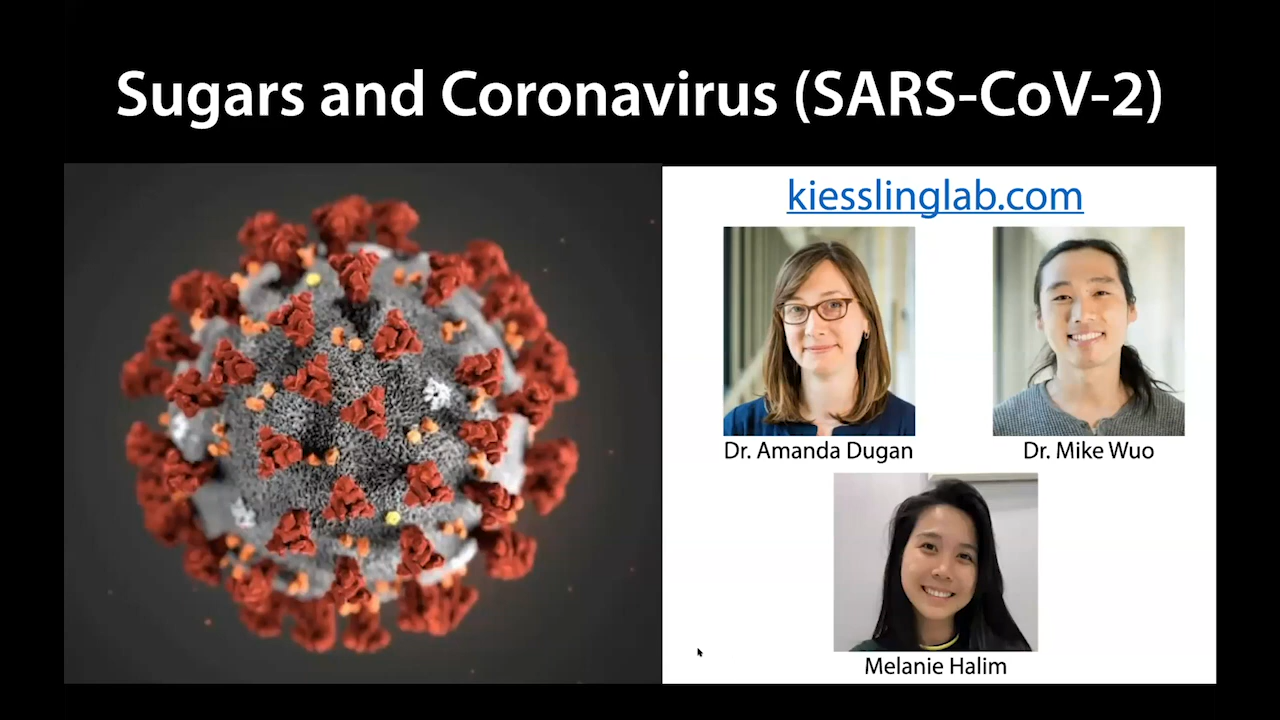 Sugars and Coronavirus (SARS-CoV-2)
kiesslinglab.com
Dr. Amanda Dugan
Dr. Mike Wuo
Melanie Halim